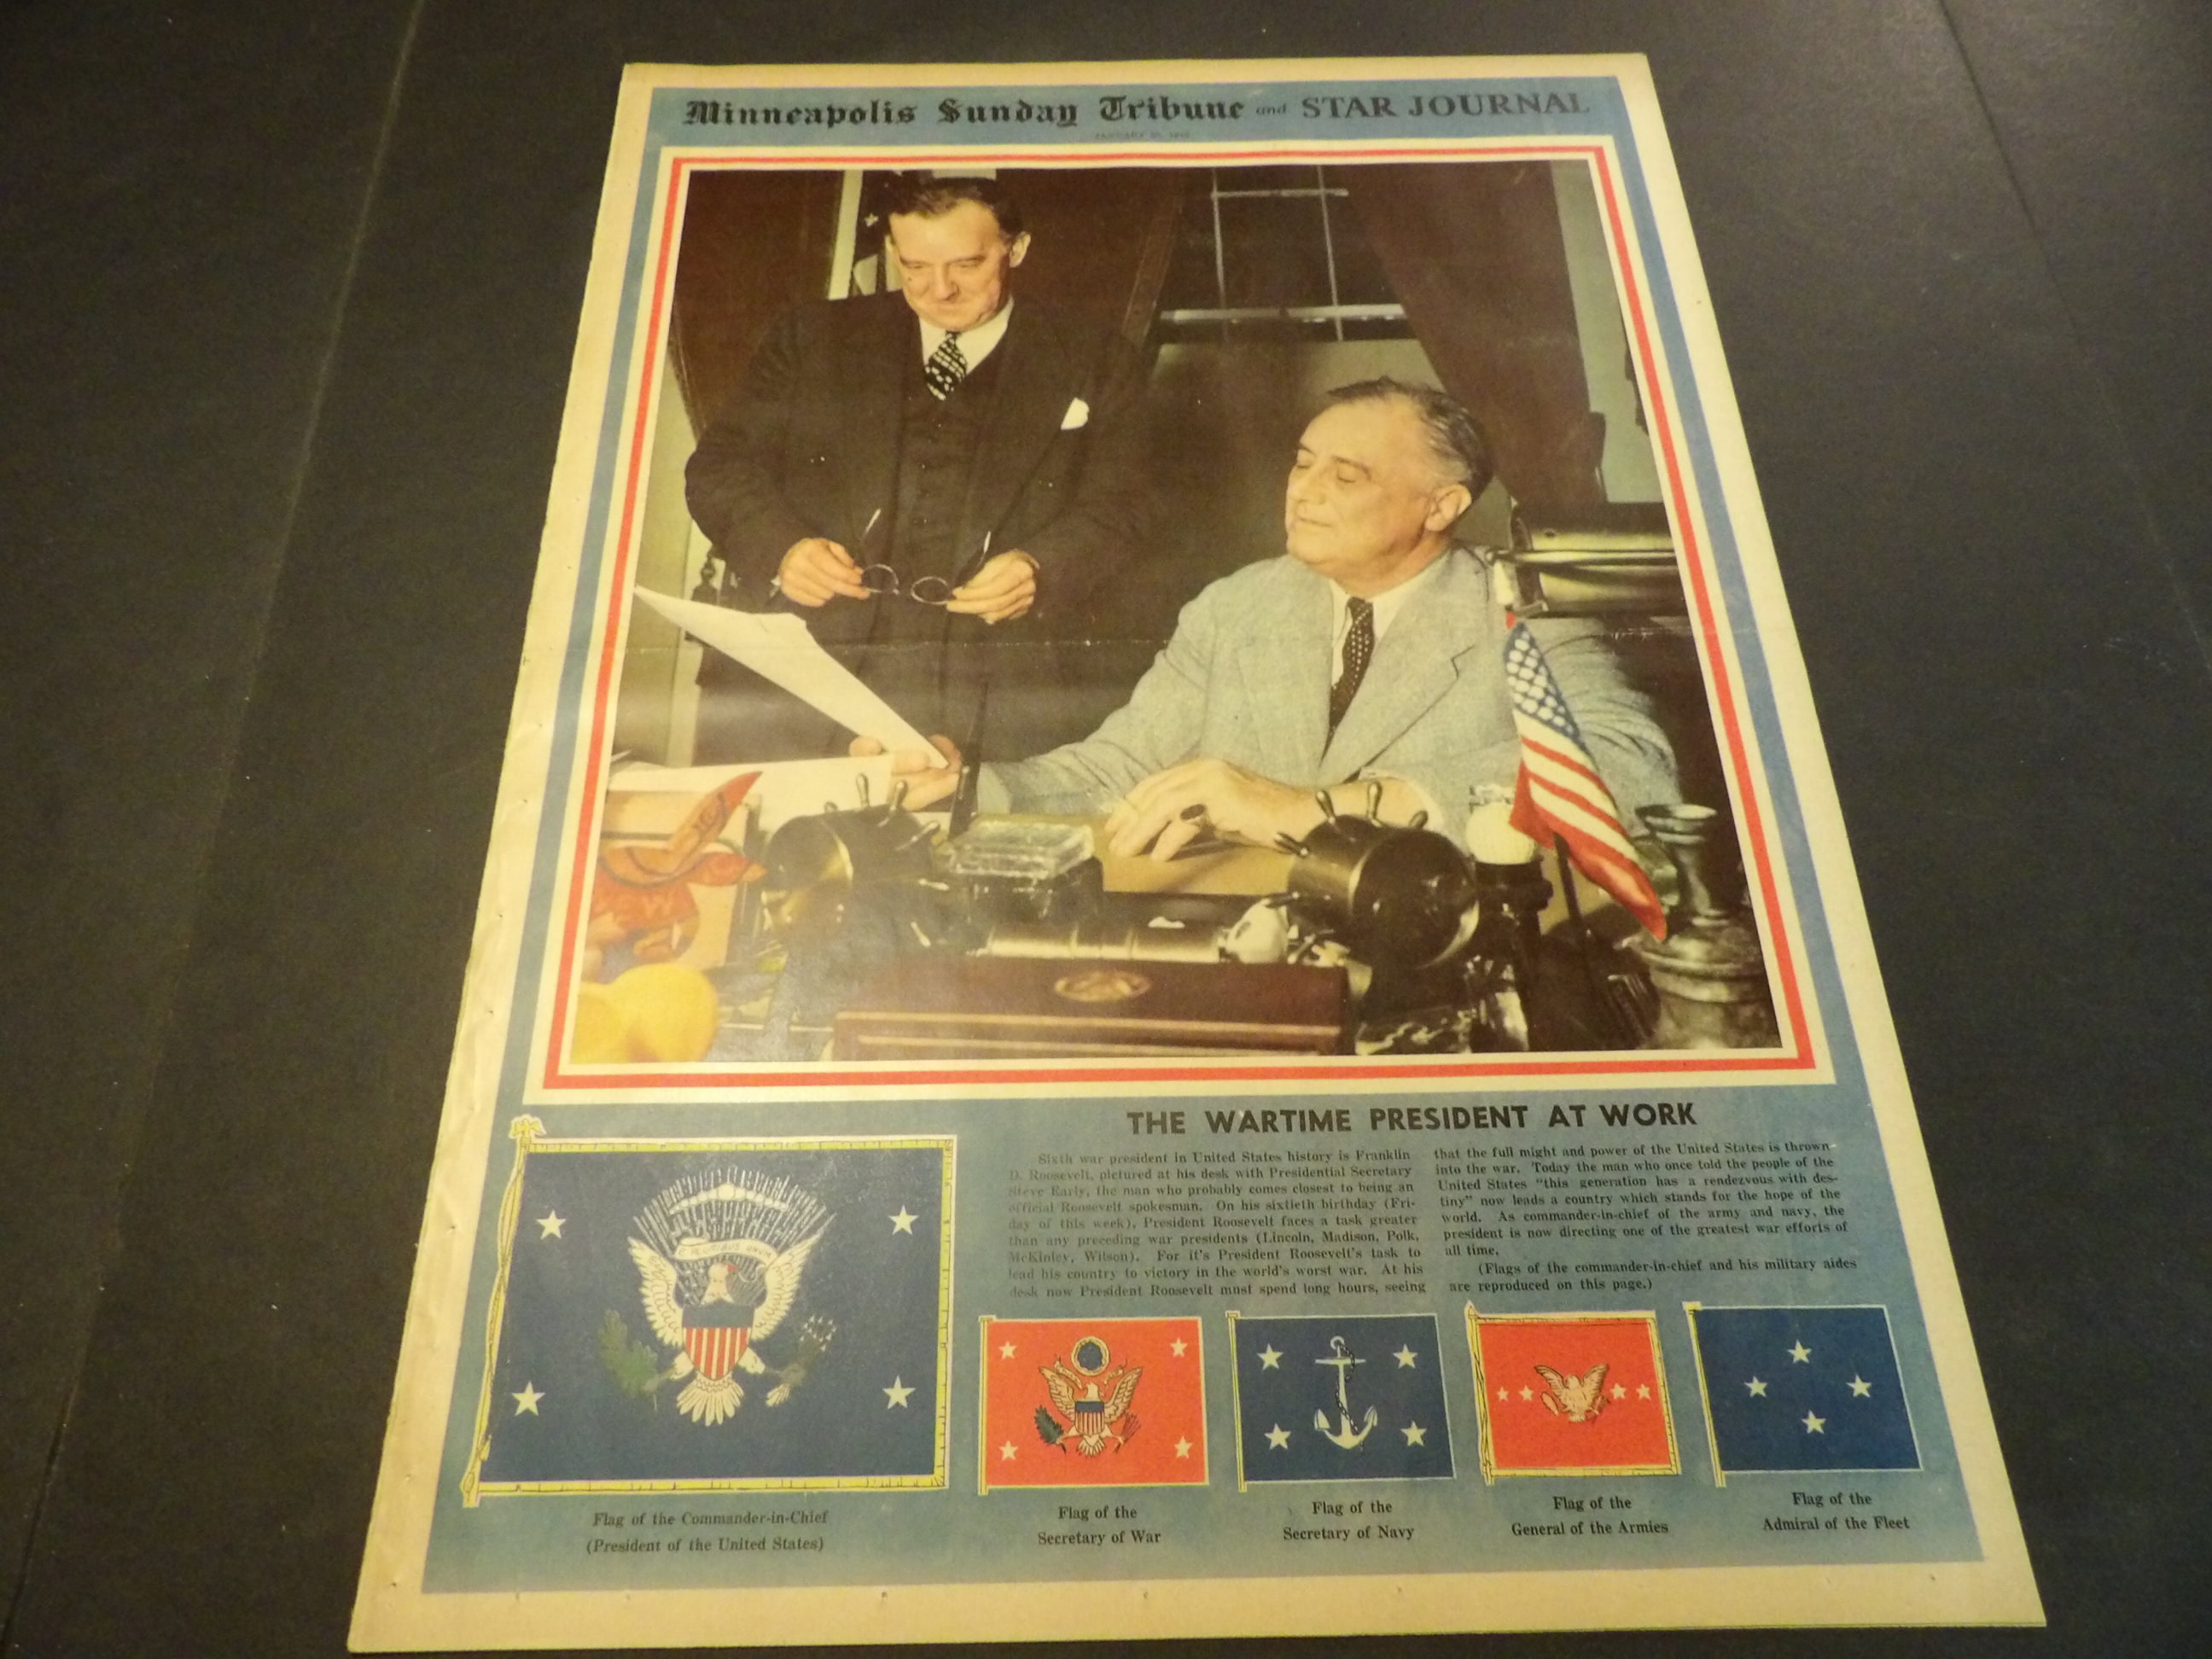 Minneapolis Sunday Tribune and STAR JOURNAL
THE WARTIME PRESIDENT AT WORK
Sixth war president in United States history is Franklin
D. Roosevelt, pictured at his desk with Presidential Secretary
Steve Early, the man who probably comes closest to being an
official Roosevelt spokesman. On his sixtieth birthday (Fri-
day of this week), President Roosevelt faces a task greater
than any preceding war presidents (Lincoln, Madison, Polk,
McKinley, Wilson). For it's President Roosevelt's task to
lead his country to victory in the world's worst war. At his
desk now President Roosevelt must spend long hours, seeing
that the full might and power of the United States is thrown
into the war. Today the man who once told the people of the
United States "this generation has a rendezvous with des-
tiny" now leads a country which stands for the hope of the
world. As commander-in-chief of the army and navy, the
president is now directing one of the greatest war efforts of
all time.
(Flags of the commander-in-chief and his military aides
are reproduced on this page.)
E PLURIBUS UNUM
Flag of the Commander-in-Chief
(President of the United States)
Flag of the
Secretary of War
Flag of the
Secretary of Navy
Flag of the
General of the Armies
Flag of the
Admiral of the Fleet